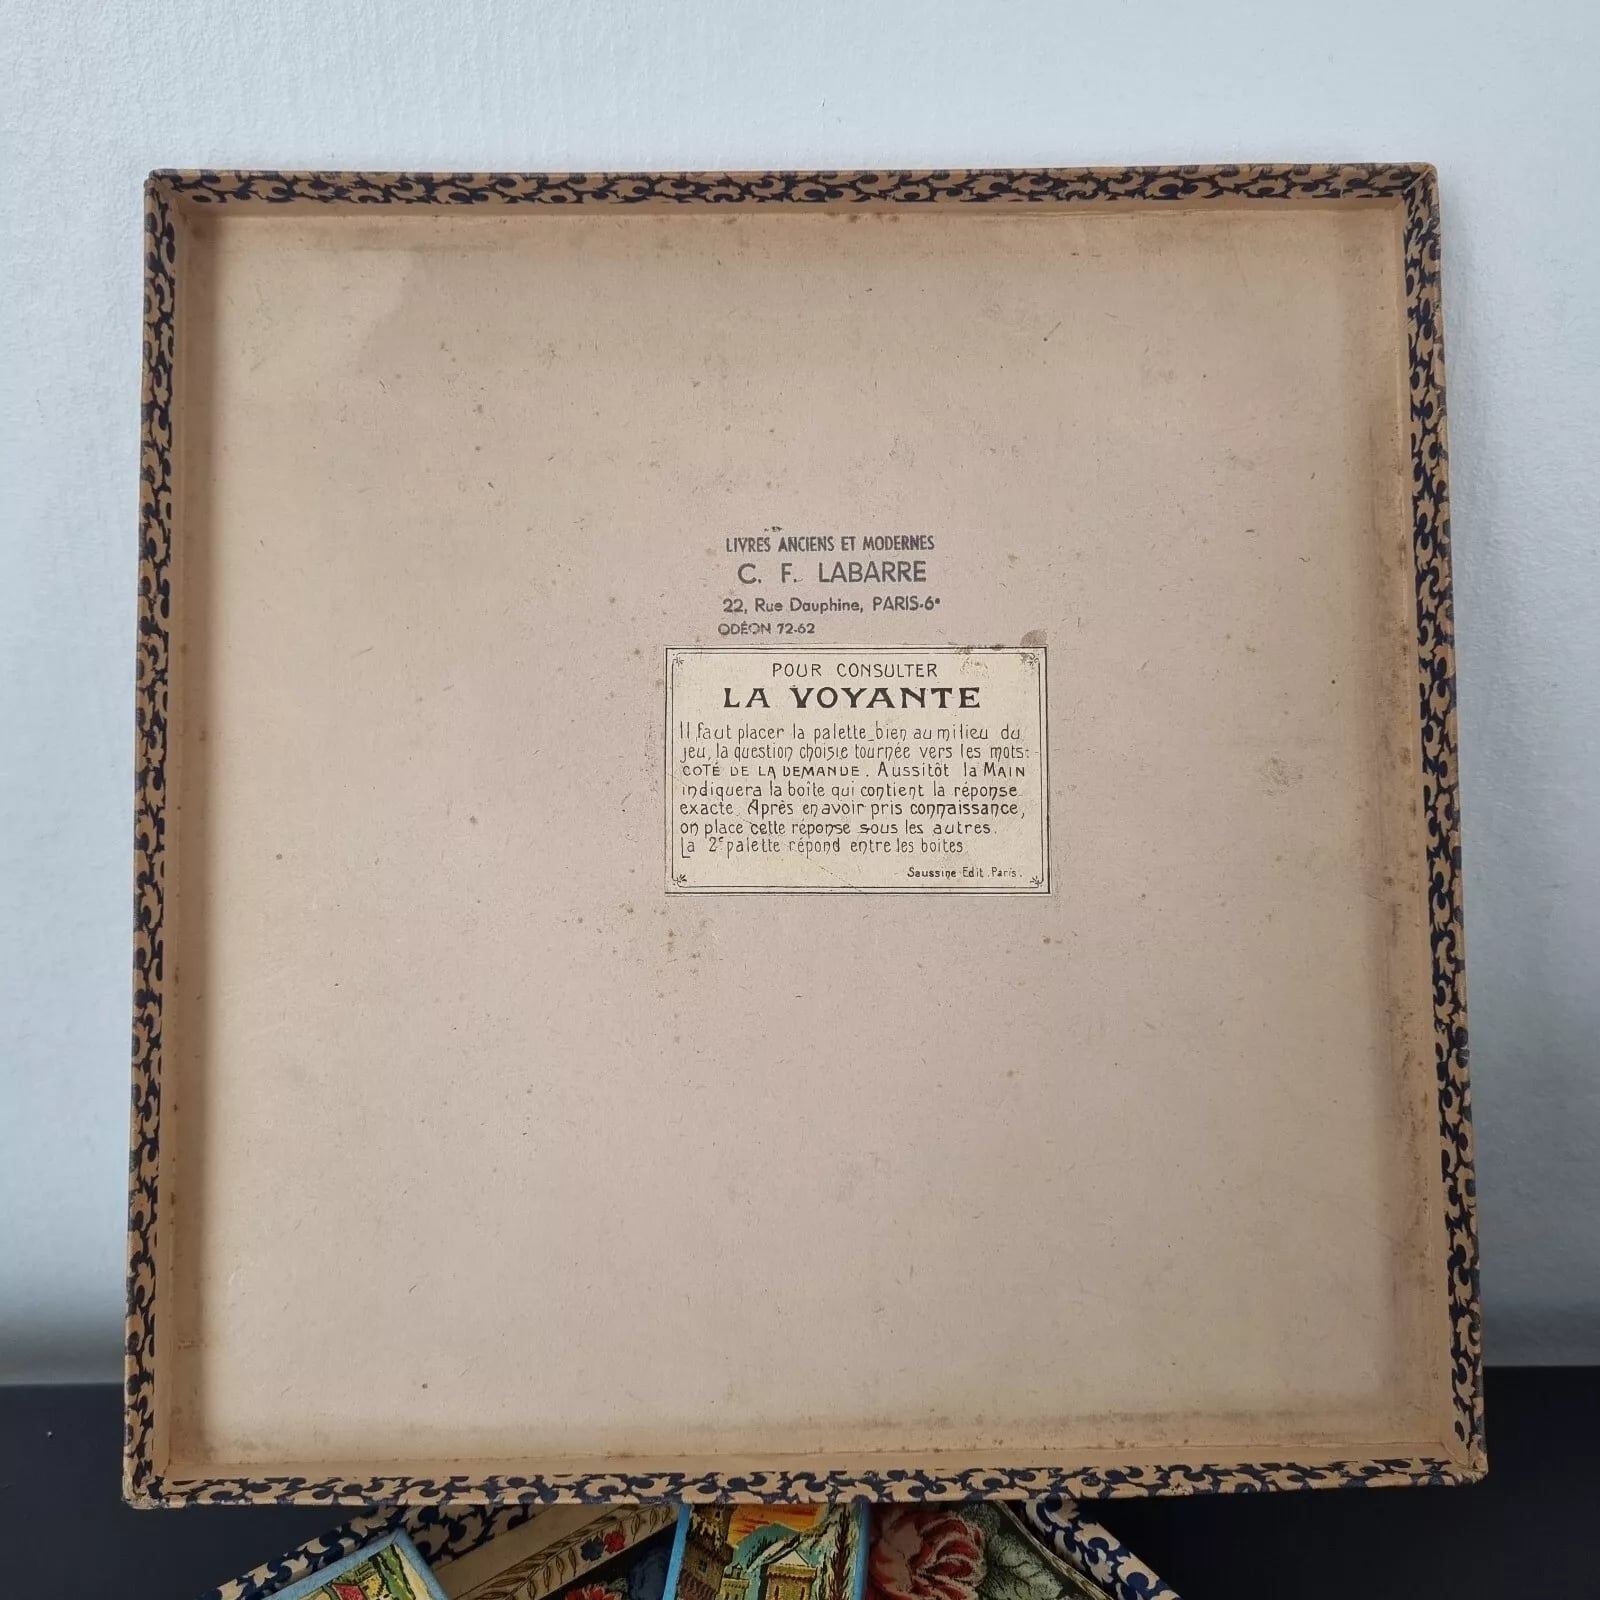 LIVRES ANCIENS ET MODERNES
C. F. LABARRE
22, Rue Dauphine, PARIS-6e
ODÉON 72-62
POUR CONSULTER
LA VOYANTE
Il faut placer la palette bien au milieu du
jeu, la question choisie tournée vers les mots:
COTÉ DE LA DEMANDE. Aussitôt la MAIN
indiquera la boîte qui contient la réponse
exacte. Après en avoir pris connaissance,
on place cette réponse sous les autres.
La 2e palette répond entre les boites
Saussine Edit. Paris.